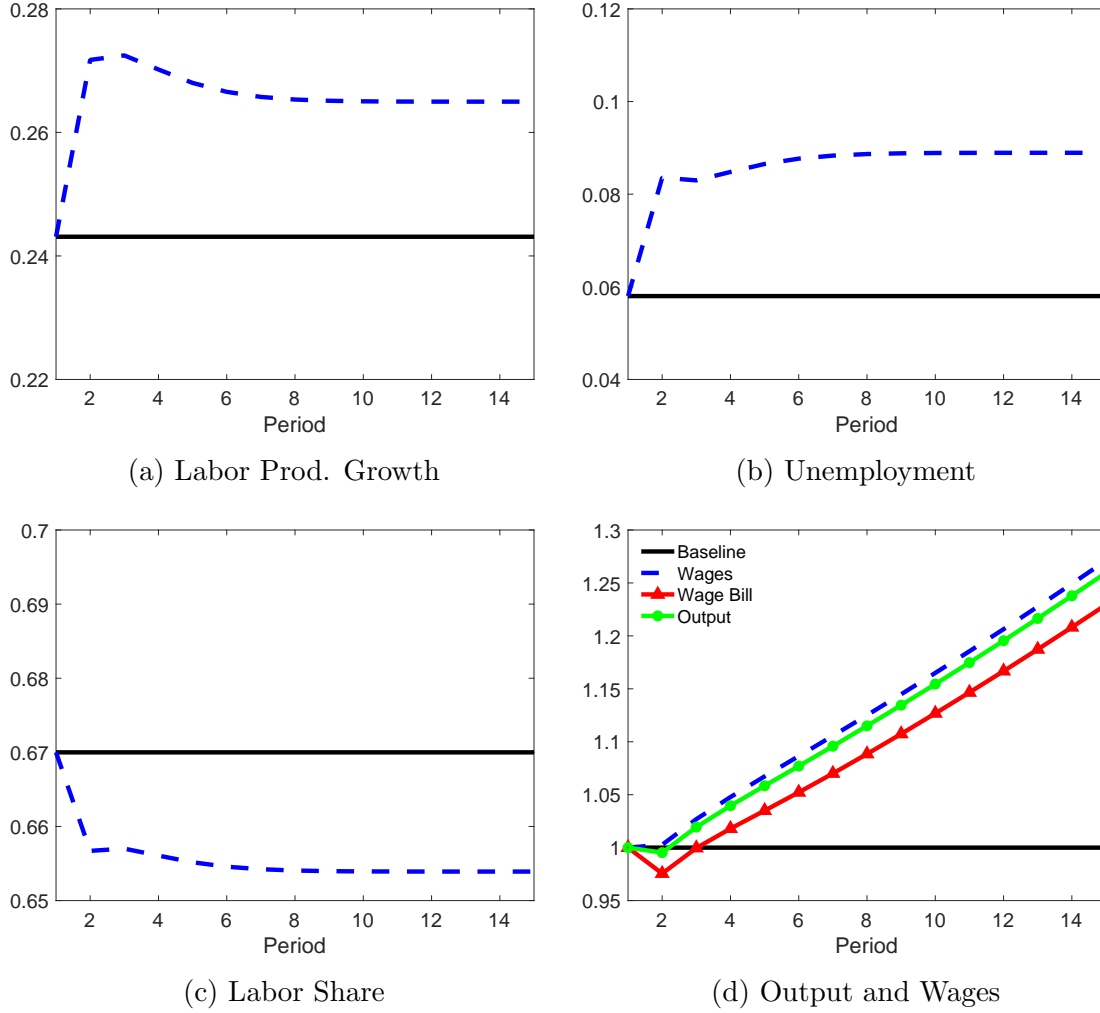 0.28
0.26
0.24
0.22
2 4 6 8 10 12 14
Period
(a) Labor Prod. Growth
0.12
0.1
0.08
0.06
0.04
2 4 6 8 10 12 14
Period
(b) Unemployment
0.7
0.69
0.68
0.67
0.66
0.65
2 4 6 8 10 12 14
Period
(c) Labor Share
1.3
1.25
1.2
1.15
1.1
1.05
1
0.95
Baseline
Wages
Wage Bill
Output
2 4 6 8 10 12 14
Period
(d) Output and Wages